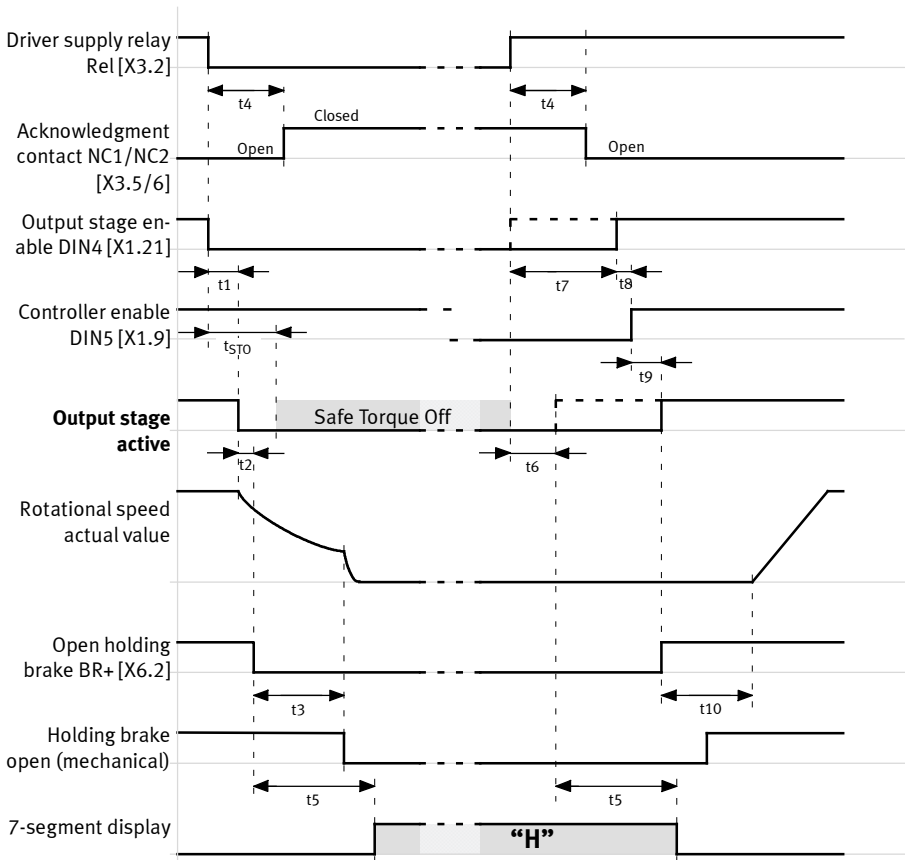 Driver supply relay
Rel [X3.2]
t4
t4
Closed
Acknowledgment
contact NC1/NC2
[X3.5/6]
Open
Open
Output stage en-
able DIN4 [X1.21]
t1
t7
t8
Controller enable
DIN5 [X1.9]
tSTO
t9
Output stage
active
Safe Torque Off
t2
t6
Rotational speed
actual value
Open holding
brake BR+ [X6.2]
t3
t10
Holding brake
open (mechanical)
t5
t5
7-segment display
“H”